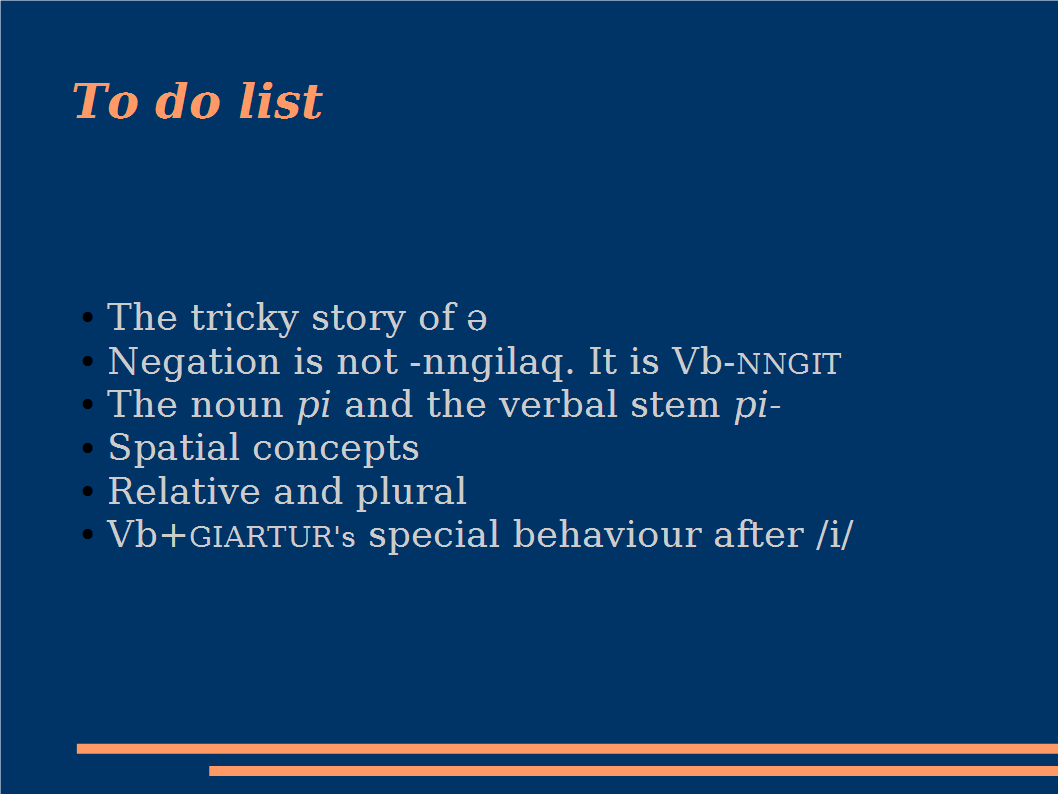 To do list
• The tricky story of ə
• Negation is not -nngilaq. It is Vb-NNGIT
• The noun pi and the verbal stem pi-
• Spatial concepts
• Relative and plural
• Vb+GIARTUR's special behaviour after /i/